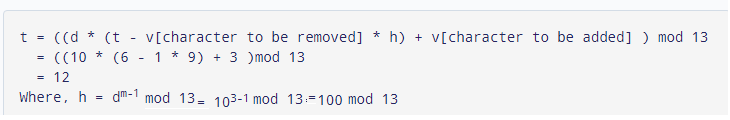 t = ((d * (t - v[character to be removed] * h) + v[character to be added] ) mod 13
= ((10 * (6 - 1 * 9) + 3 )mod 13
= 12
Where, h = dᵐ⁻¹ mod 13= 10³⁻¹ mod 13.=100 mod 13